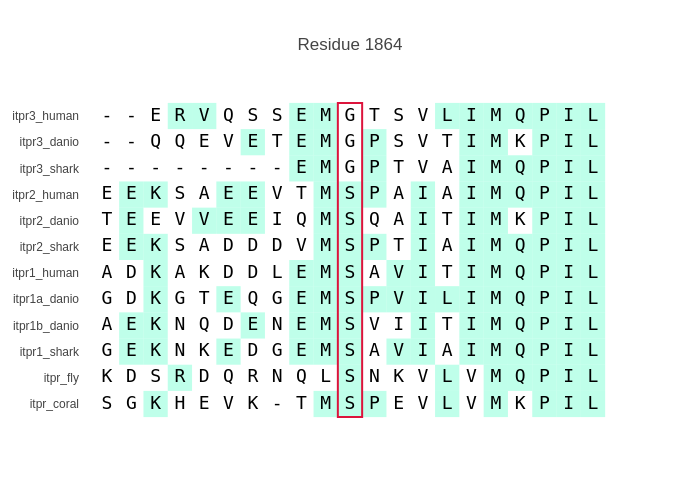 Residue 1864
itpr3_human - - E R V Q S S E M G T S V L I M Q P I L
itpr3_danio - - Q Q E V E T E M G P S V T I M K P I L
itpr3_shark - - - - - - - - E M G P T V A I M Q P I L
itpr2_human E E K S A E E V T M S P A I A I M Q P I L
itpr2_danio T E E V V E E I Q M S Q A I T I M K P I L
itpr2_shark E E K S A D D D V M S P T I A I M Q P I L
itpr1_human A D K A K D D L E M S A V I T I M Q P I L
itpr1a_danio G D K G T E Q G E M S P V I L I M Q P I L
itpr1b_danio A E K N Q D E N E M S V I I T I M Q P I L
itpr1_shark G E K N K E D G E M S A V I A I M Q P I L
itpr_fly K D S R D Q R N Q L S N K V L V M Q P I L
itpr_coral S G K H E V K - T M S P E V L V M K P I L